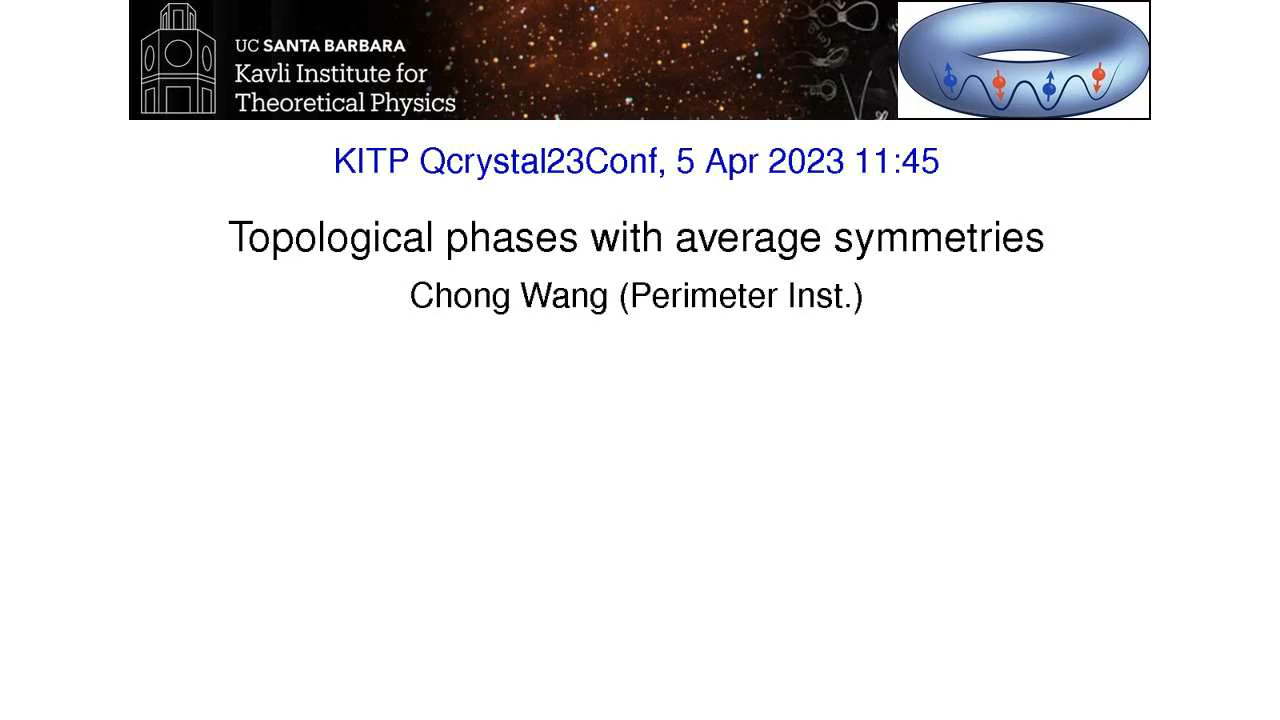 UC SANTA BARBARA
Kavli Institute for
Theoretical Physics
KITP Qcrystal23Conf, 5 Apr 2023 11:45
Topological phases with average symmetries
Chong Wang (Perimeter Inst.)